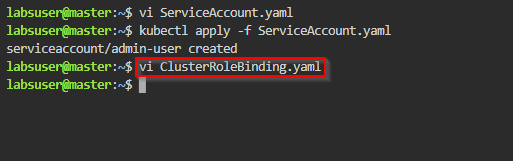 labsuser@master:~$ vi ServiceAccount.yaml
labsuser@master:~$ kubectl apply -f ServiceAccount.yaml
serviceaccount/admin-user created
labsuser@master:~$ vi ClusterRoleBinding.yaml
labsuser@master:~$